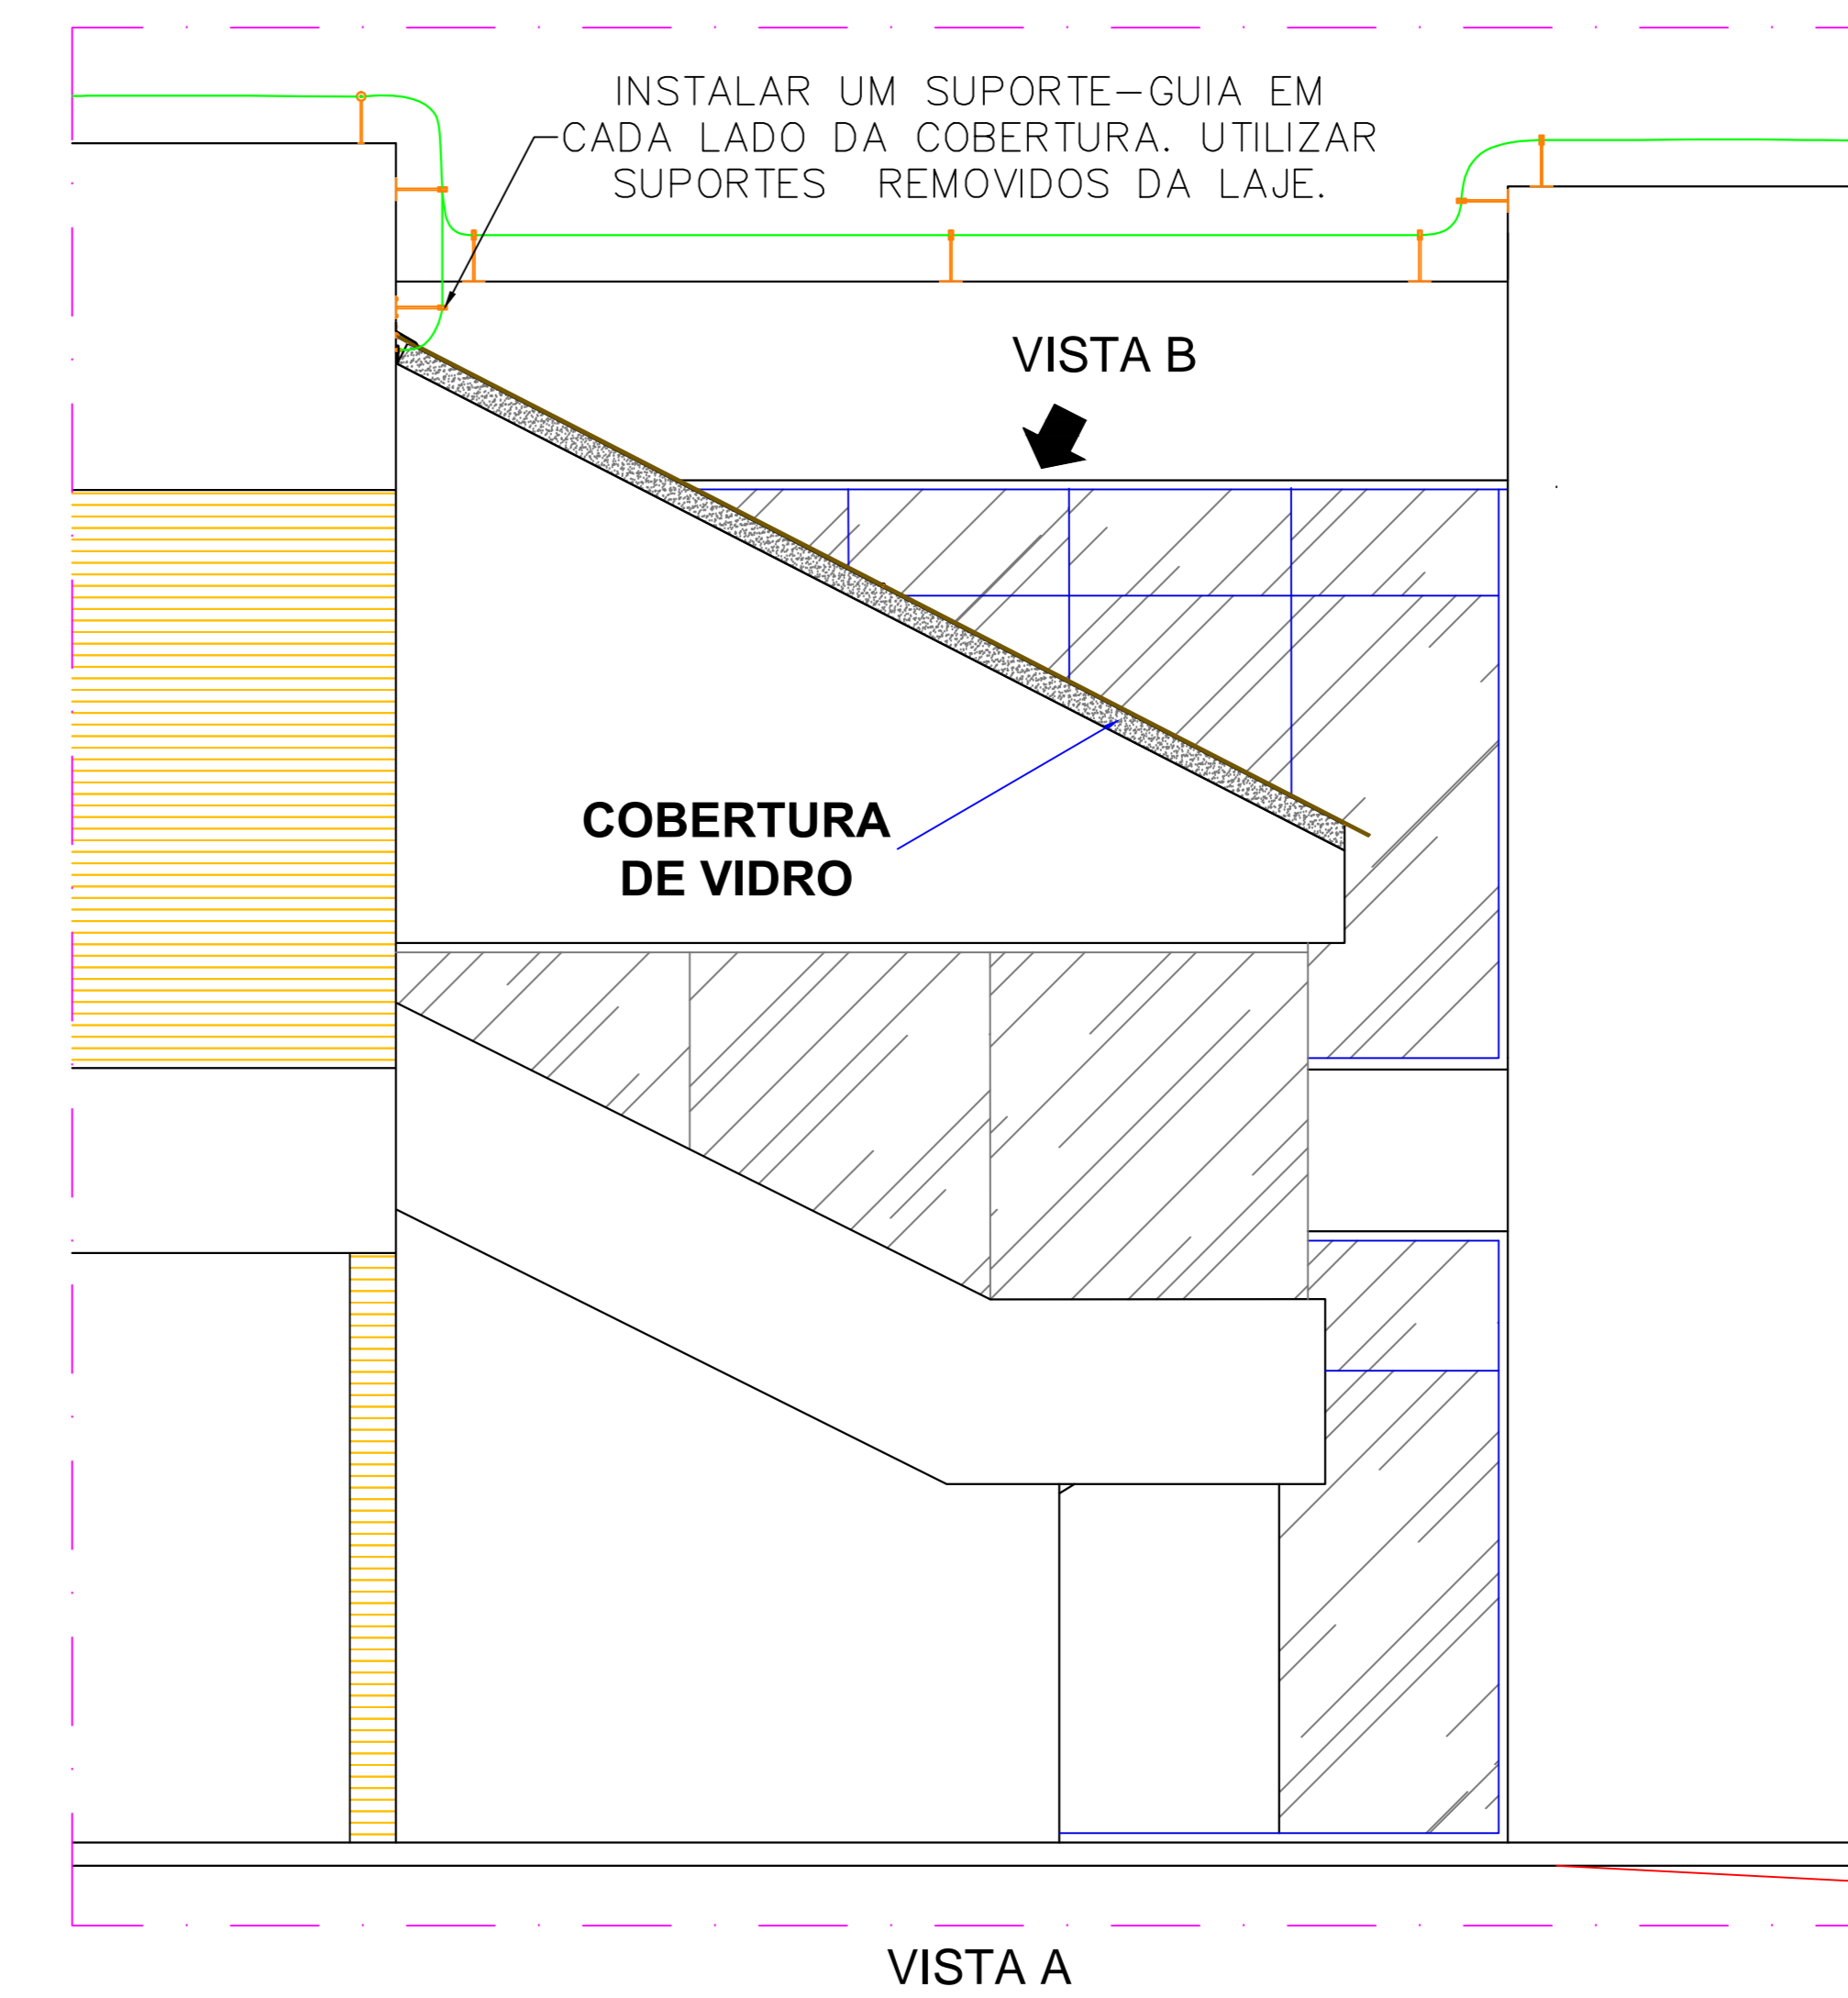 INSTALAR UM SUPORTE-GUIA EM
CADA LADO DA COBERTURA. UTILIZAR
SUPORTES REMOVIDOS DA LAJE.
VISTA B
COBERTURA
DE VIDRO
VISTA A